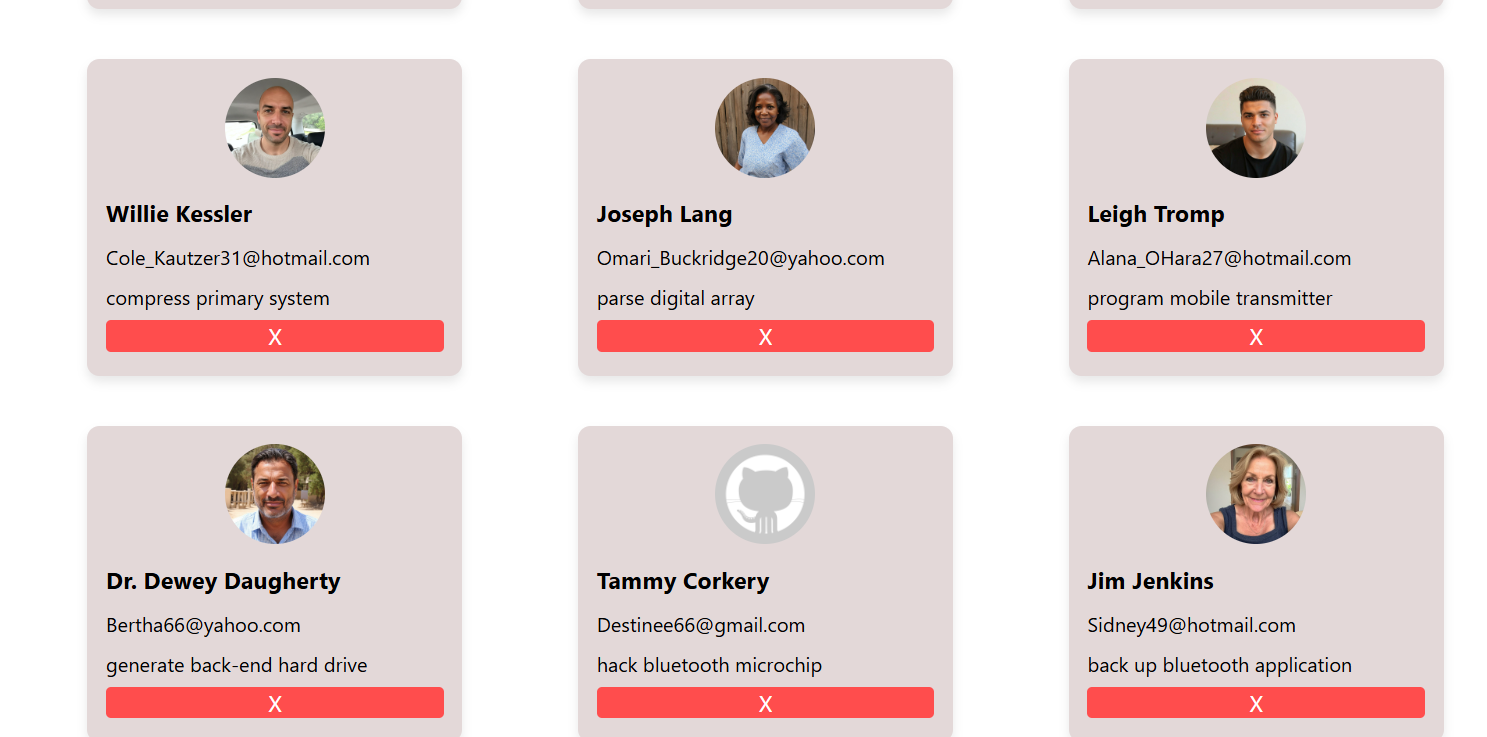 Willie Kessler
Cole_Kautzer31@hotmail.com
compress primary system
X
Joseph Lang
Omari_Buckridge20@yahoo.com
parse digital array
X
Leigh Tromp
Alana_OHara27@hotmail.com
program mobile transmitter
X
Dr. Dewey Daugherty
Bertha66@yahoo.com
generate back-end hard drive
X
Tammy Corkery
Destinee66@gmail.com
hack bluetooth microchip
X
Jim Jenkins
Sidney49@hotmail.com
back up bluetooth application
X